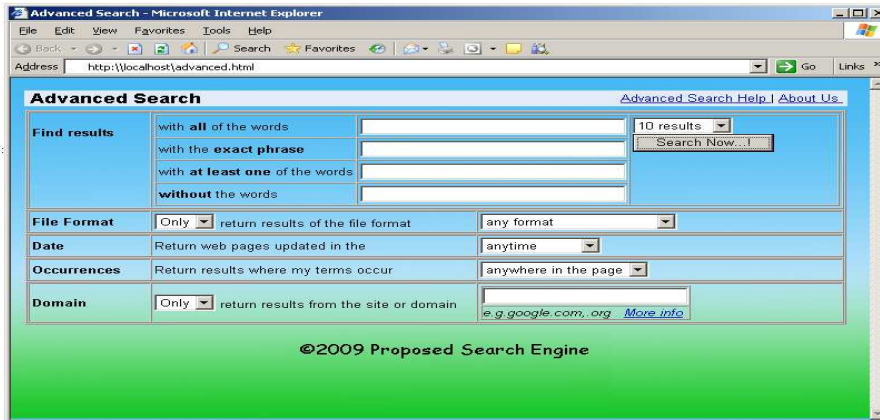 Advanced Search - Microsoft Internet Explorer
File Edit View Favorites Tools Help
Back Search Favorites
Address http:\\localhost\advanced.html Go Links »
Advanced Search Advanced Search Help | About Us
Find results with all of the words 10 results
with the exact phrase Search Now...!
with at least one of the words
without the words
File Format Only return results of the file format any format
Date Return web pages updated in the anytime
Occurrences Return results where my terms occur anywhere in the page
Domain Only return results from the site or domain
e.g.google.com,.org More info
©2009 Proposed Search Engine